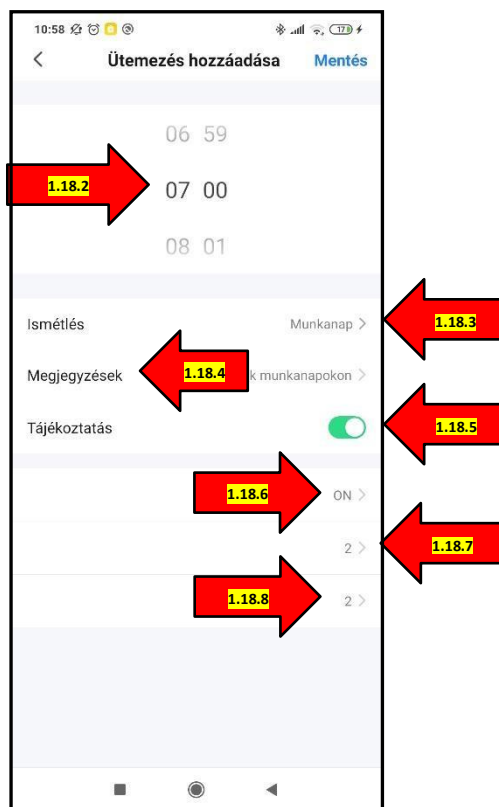 10:58 17
Ütemezés hozzáadása Mentés
06 59
1.18.2 07 00
08 01
Ismétlés Munkanap > 1.18.3
Megjegyzések 1.18.4 k munkanapokon >
Tájékoztatás 1.18.5
1.18.6 ON >
2 > 1.18.7
1.18.8 2 >